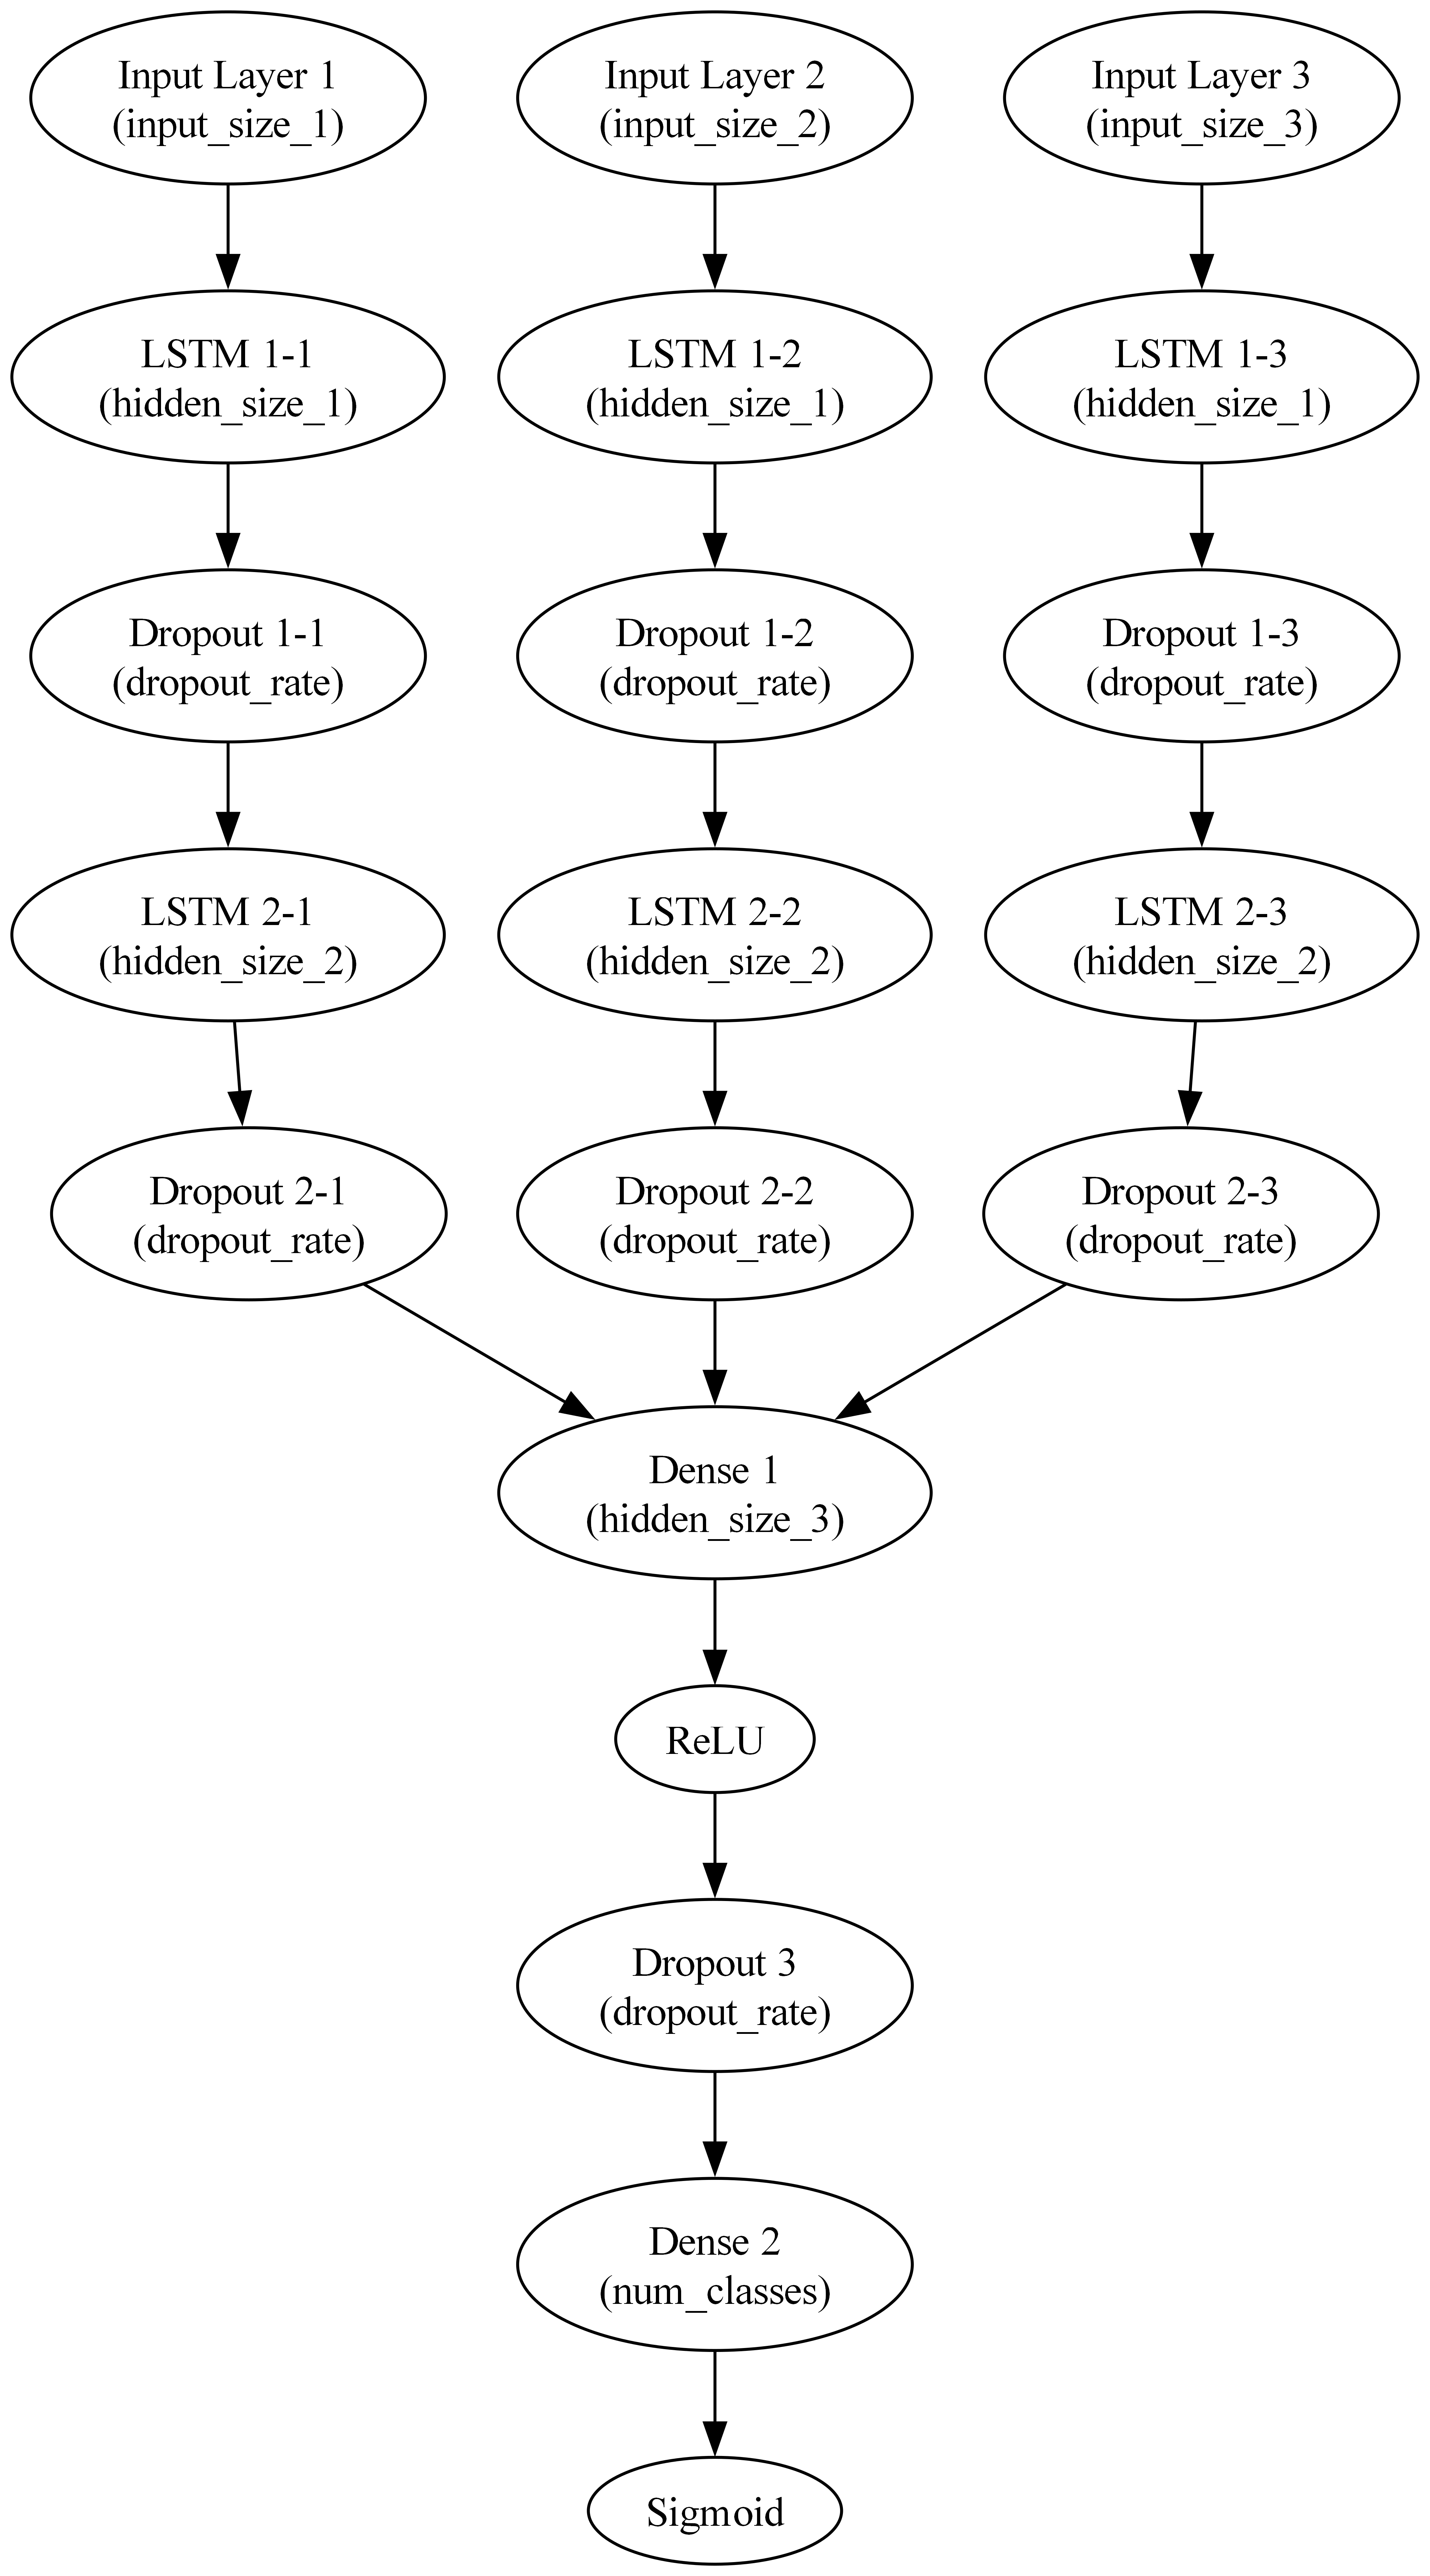 Input Layer 1
(input_size_1)
Input Layer 2
(input_size_2)
Input Layer 3
(input_size_3)
LSTM 1-1
(hidden_size_1)
LSTM 1-2
(hidden_size_1)
LSTM 1-3
(hidden_size_1)
Dropout 1-1
(dropout_rate)
Dropout 1-2
(dropout_rate)
Dropout 1-3
(dropout_rate)
LSTM 2-1
(hidden_size_2)
LSTM 2-2
(hidden_size_2)
LSTM 2-3
(hidden_size_2)
Dropout 2-1
(dropout_rate)
Dropout 2-2
(dropout_rate)
Dropout 2-3
(dropout_rate)
Dense 1
(hidden_size_3)
ReLU
Dropout 3
(dropout_rate)
Dense 2
(num_classes)
Sigmoid